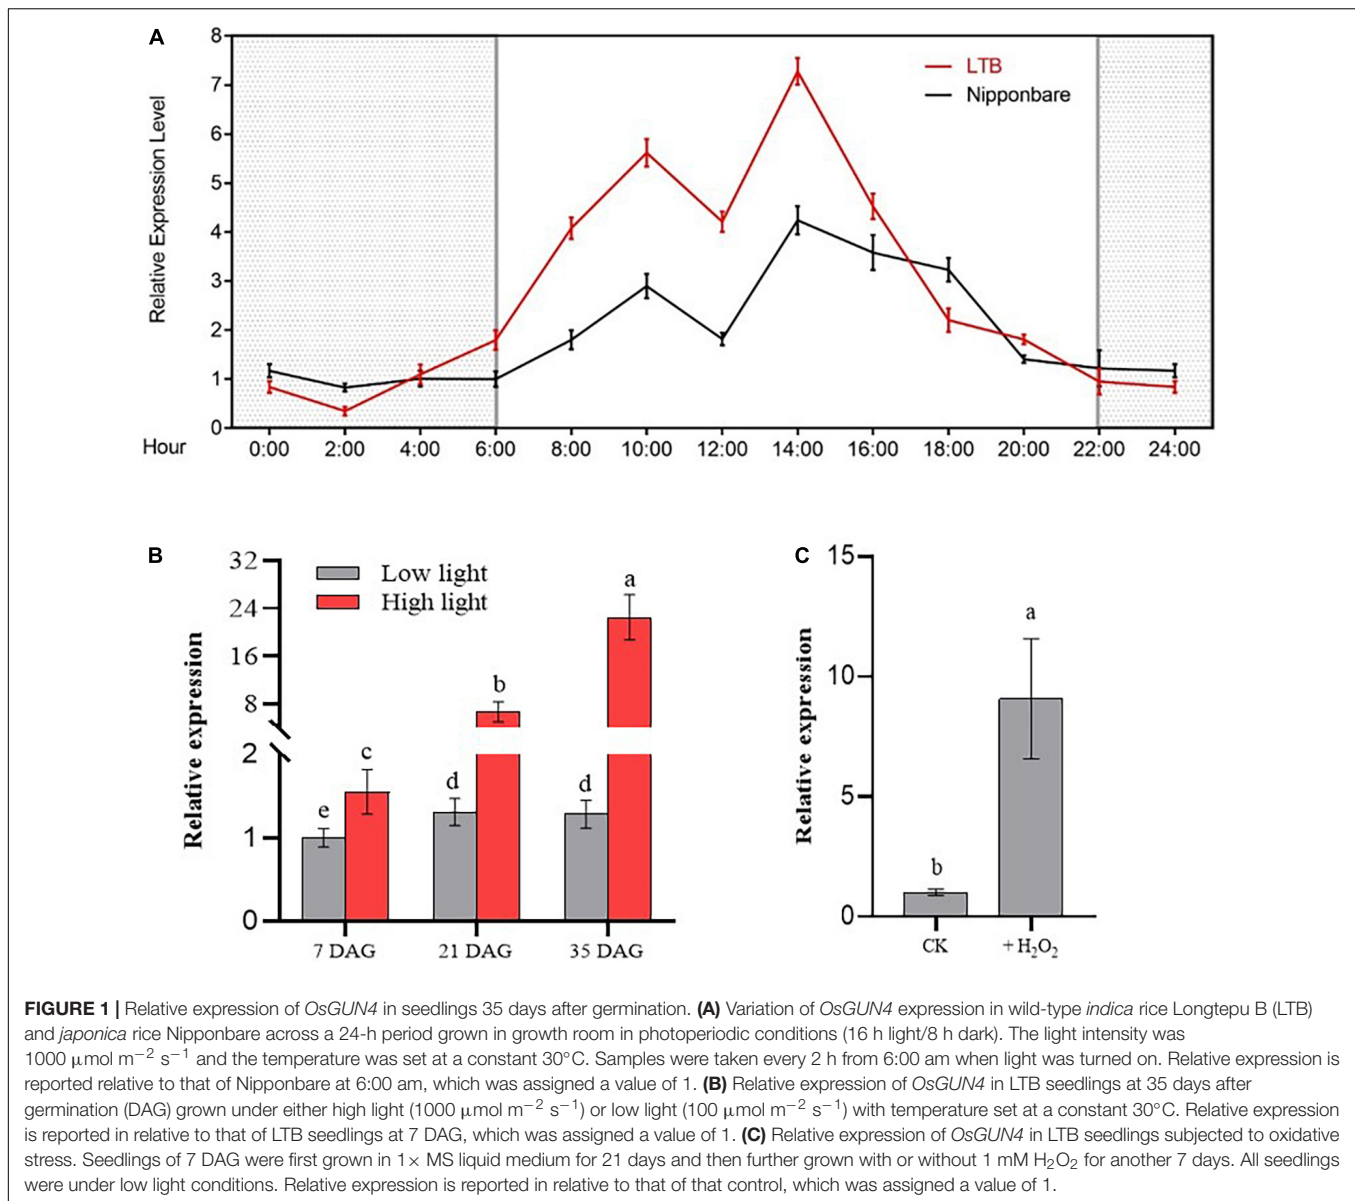 A
8
7
6
5
4
3
2
1
0
Relative Expression Level
LTB
Nipponbare
Hour
0:00 2:00 4:00 6:00 8:00 10:00 12:00 14:00 16:00 18:00 20:00 22:00 24:00
B
32
24
16
8
2
1
0
Relative expression
Low light
High light
e c d b d a
7 DAG 21 DAG 35 DAG
C
15
10
5
0
Relative expression
b a
CK +H₂O₂
FIGURE 1 | Relative expression of OsGUN4 in seedlings 35 days after germination. (A) Variation of OsGUN4 expression in wild-type indica rice Longtepu B (LTB)
and japonica rice Nipponbare across a 24-h period grown in growth room in photoperiodic conditions (16 h light/8 h dark). The light intensity was
1000 μmol m⁻² s⁻¹ and the temperature was set at a constant 30°C. Samples were taken every 2 h from 6:00 am when light was turned on. Relative expression is
reported relative to that of Nipponbare at 6:00 am, which was assigned a value of 1. (B) Relative expression of OsGUN4 in LTB seedlings at 35 days after
germination (DAG) grown under either high light (1000 μmol m⁻² s⁻¹) or low light (100 μmol m⁻² s⁻¹) with temperature set at a constant 30°C. Relative expression
is reported in relative to that of LTB seedlings at 7 DAG, which was assigned a value of 1. (C) Relative expression of OsGUN4 in LTB seedlings subjected to oxidative
stress. Seedlings of 7 DAG were first grown in 1× MS liquid medium for 21 days and then further grown with or without 1 mM H₂O₂ for another 7 days. All seedlings
were under low light conditions. Relative expression is reported in relative to that of that control, which was assigned a value of 1.